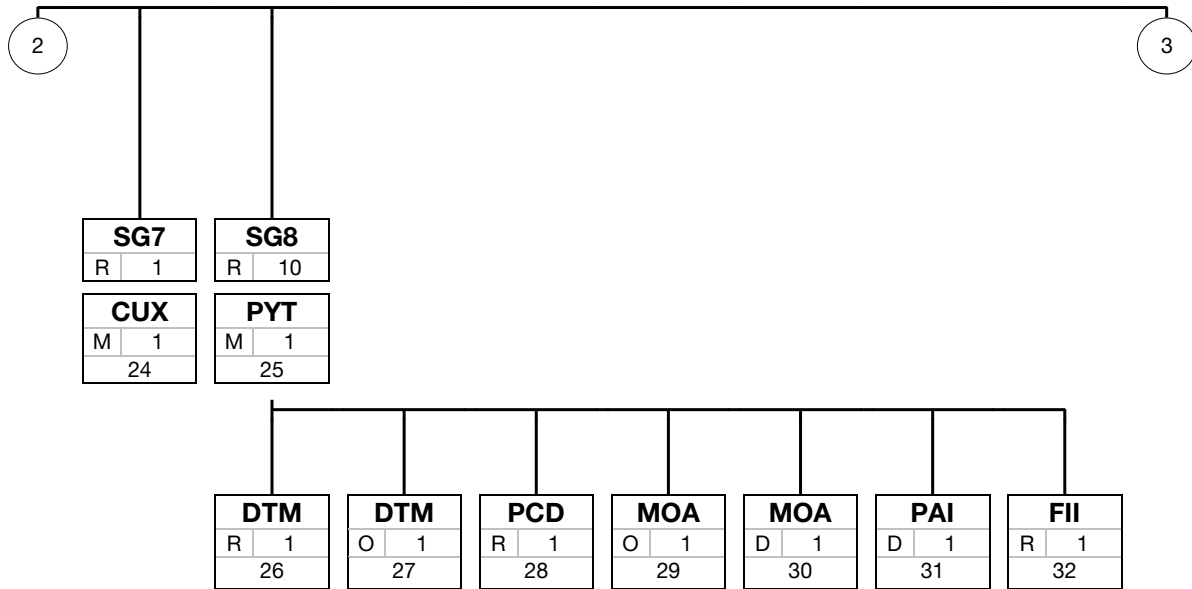 2 3
SG7 SG8
R 1 R 10
CUX PYT
M 1 M 1
24 25
DTM DTM PCD MOA MOA PAI FII
R 1 O 1 R 1 O 1 D 1 D 1 R 1
26 27 28 29 30 31 32